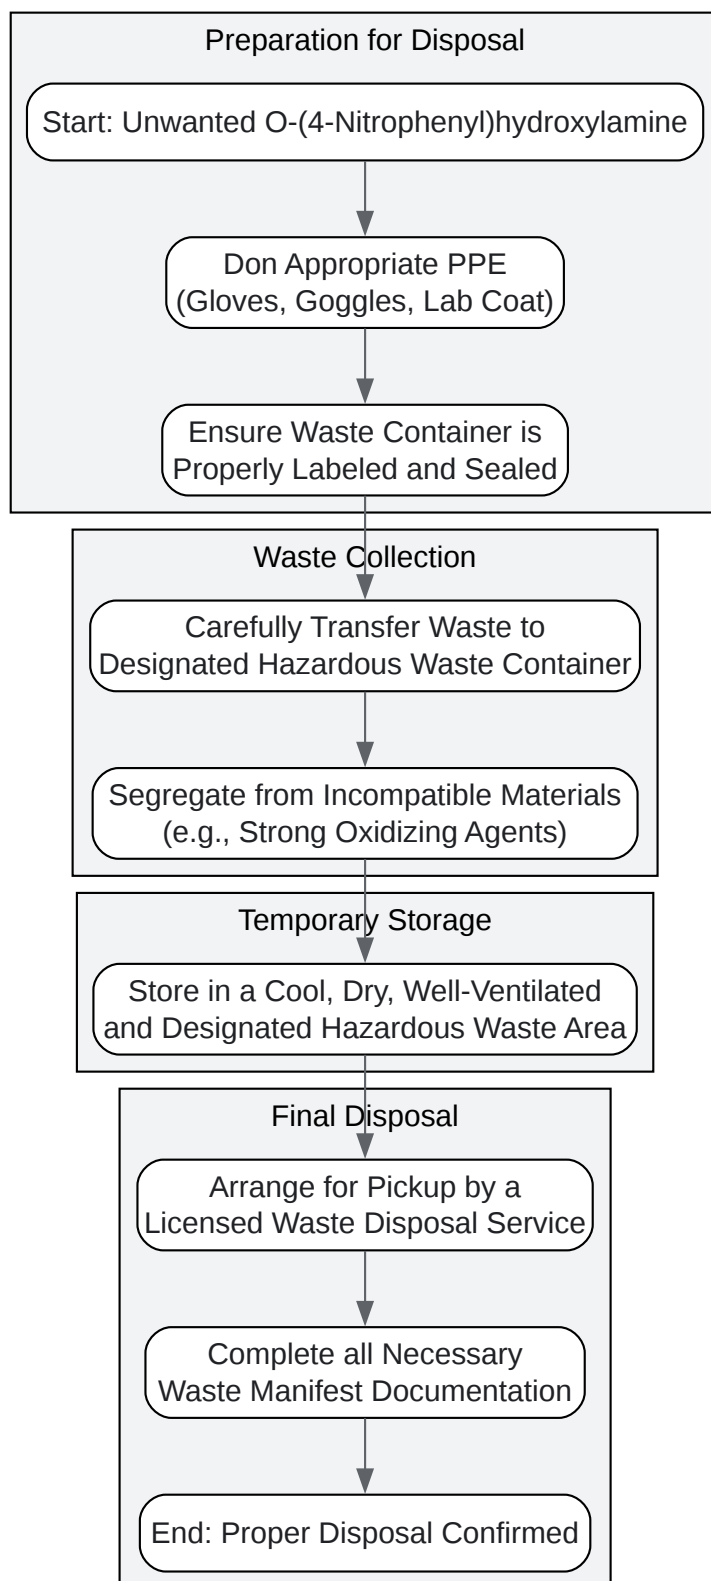 Preparation for Disposal
Start: Unwanted O-(4-Nitrophenyl)hydroxylamine
Don Appropriate PPE
(Gloves, Goggles, Lab Coat)
Ensure Waste Container is
Properly Labeled and Sealed
Waste Collection
Carefully Transfer Waste to
Designated Hazardous Waste Container
Segregate from Incompatible Materials
(e.g., Strong Oxidizing Agents)
Temporary Storage
Store in a Cool, Dry, Well-Ventilated
and Designated Hazardous Waste Area
Final Disposal
Arrange for Pickup by a
Licensed Waste Disposal Service
Complete all Necessary
Waste Manifest Documentation
End: Proper Disposal Confirmed